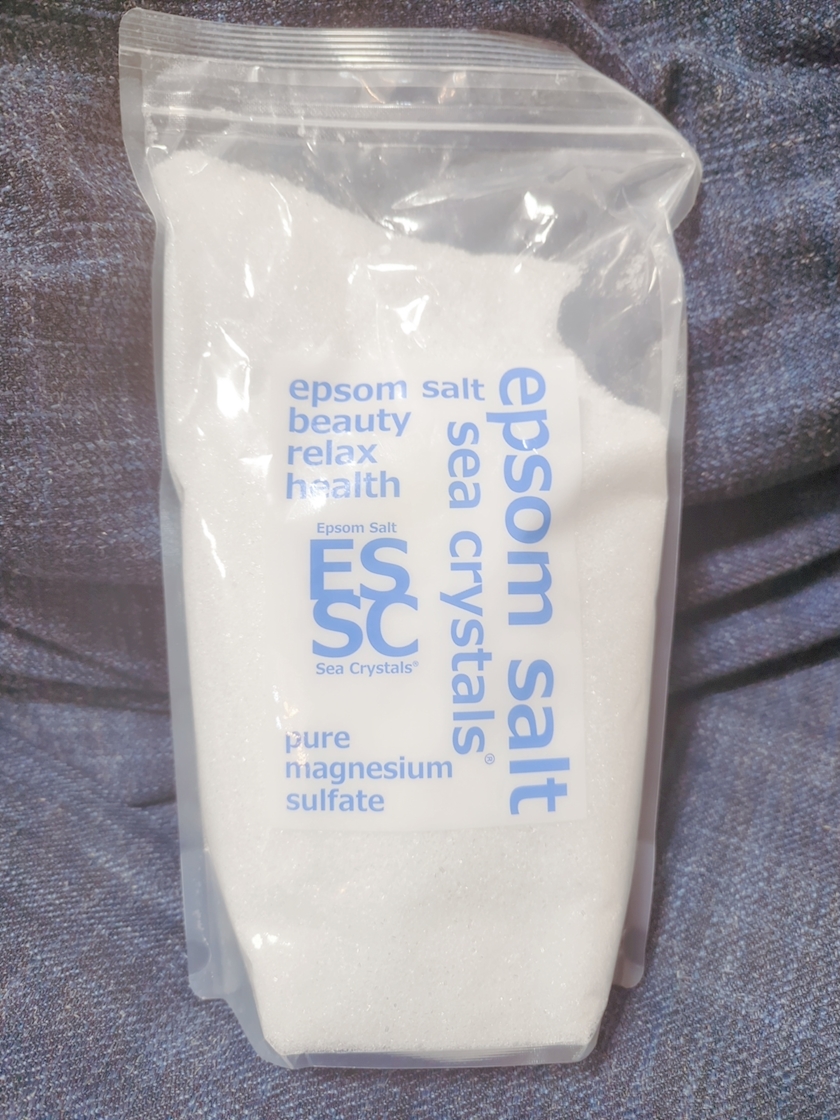 epsom salt
beauty
relax
health
Epsom Salt
ES
SC
Sea Crystals®
pure
magnesium
sulfate
sea crystals®
epsom salt